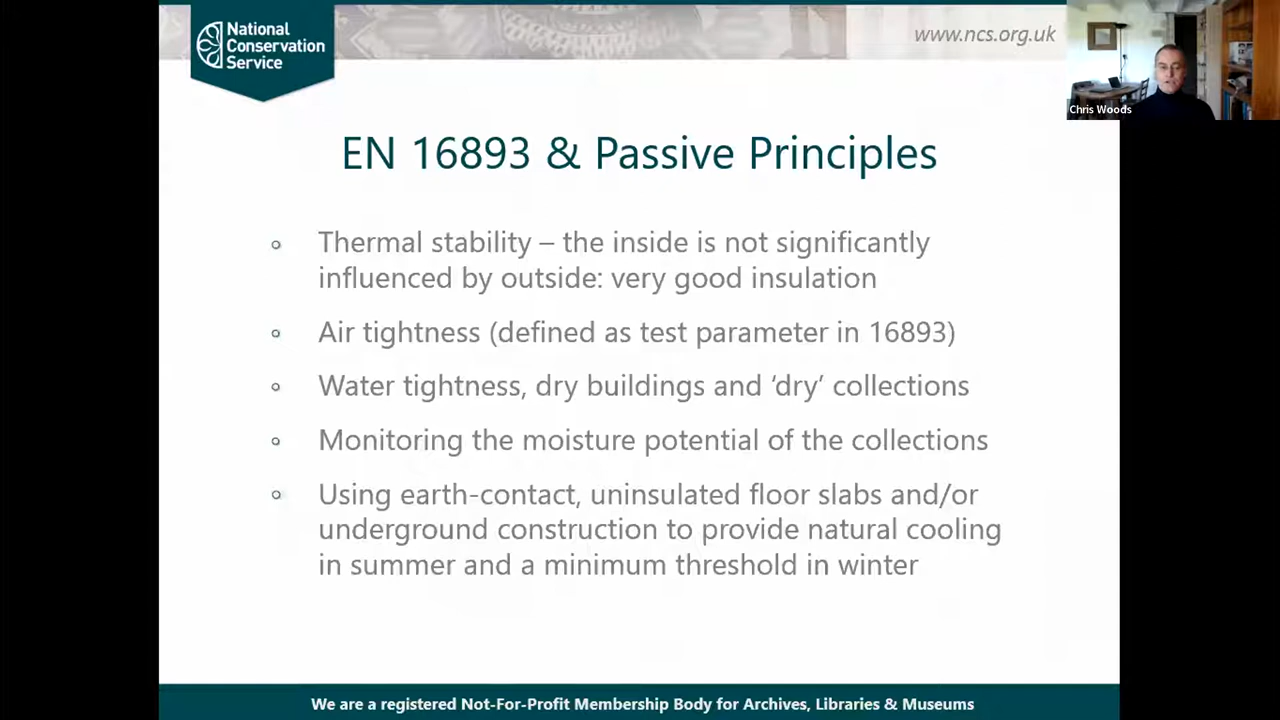 National
Conservation
Service
www.ncs.org.uk
Chris Woods
EN 16893 & Passive Principles
Thermal stability – the inside is not significantly
influenced by outside: very good insulation
Air tightness (defined as test parameter in 16893)
Water tightness, dry buildings and ‘dry’ collections
Monitoring the moisture potential of the collections
Using earth-contact, uninsulated floor slabs and/or
underground construction to provide natural cooling
in summer and a minimum threshold in winter
We are a registered Not-For-Profit Membership Body for Archives, Libraries & Museums